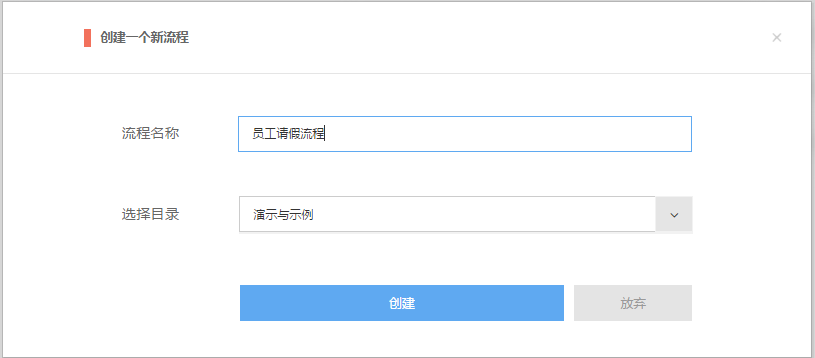 创建一个新流程
流程名称
员工请假流程
选择目录
演示与示例
创建
放弃